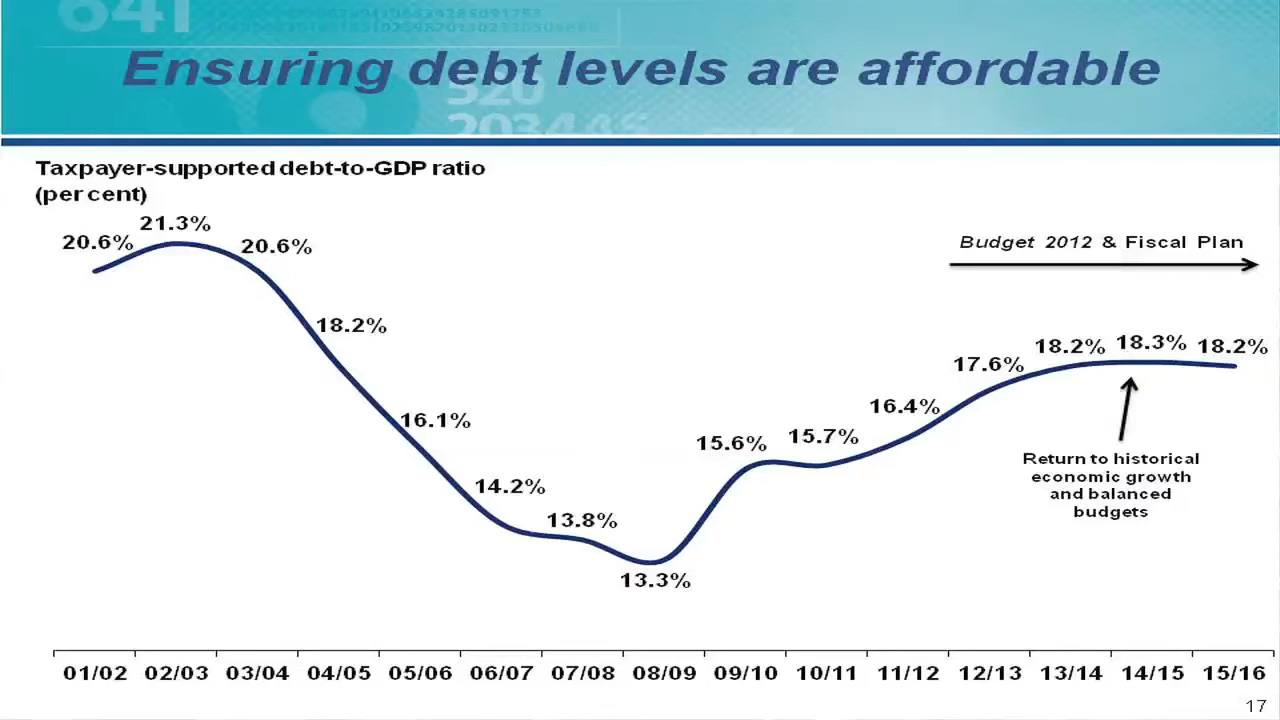 Ensuring debt levels are affordable
Taxpayer-supported debt-to-GDP ratio
(per cent)
20.6%
21.3%
20.6%
18.2%
16.1%
14.2%
13.8%
13.3%
15.6%
15.7%
16.4%
17.6%
18.2%
18.3%
18.2%
Budget 2012 & Fiscal Plan
Return to historical
economic growth
and balanced
budgets
01/02 02/03 03/04 04/05 05/06 06/07 07/08 08/09 09/10 10/11 11/12 12/13 13/14 14/15 15/16
17